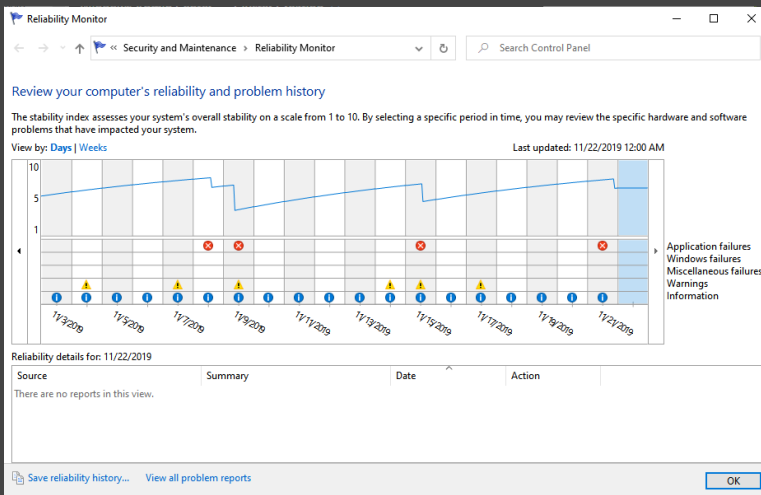 Reliability Monitor
« Security and Maintenance > Reliability Monitor
Search Control Panel
Review your computer's reliability and problem history
The stability index assesses your system's overall stability on a scale from 1 to 10. By selecting a specific period in time, you may review the specific hardware and software
problems that have impacted your system.
View by: Days | Weeks
Last updated: 11/22/2019 12:00 AM
10
5
1
Application failures
Windows failures
Miscellaneous failures
Warnings
Information
11/3/2019
11/5/2019
11/7/2019
11/9/2019
11/11/2019
11/13/2019
11/15/2019
11/17/2019
11/19/2019
11/21/2019
Reliability details for: 11/22/2019
Source Summary Date Action
There are no reports in this view.
Save reliability history... View all problem reports
OK